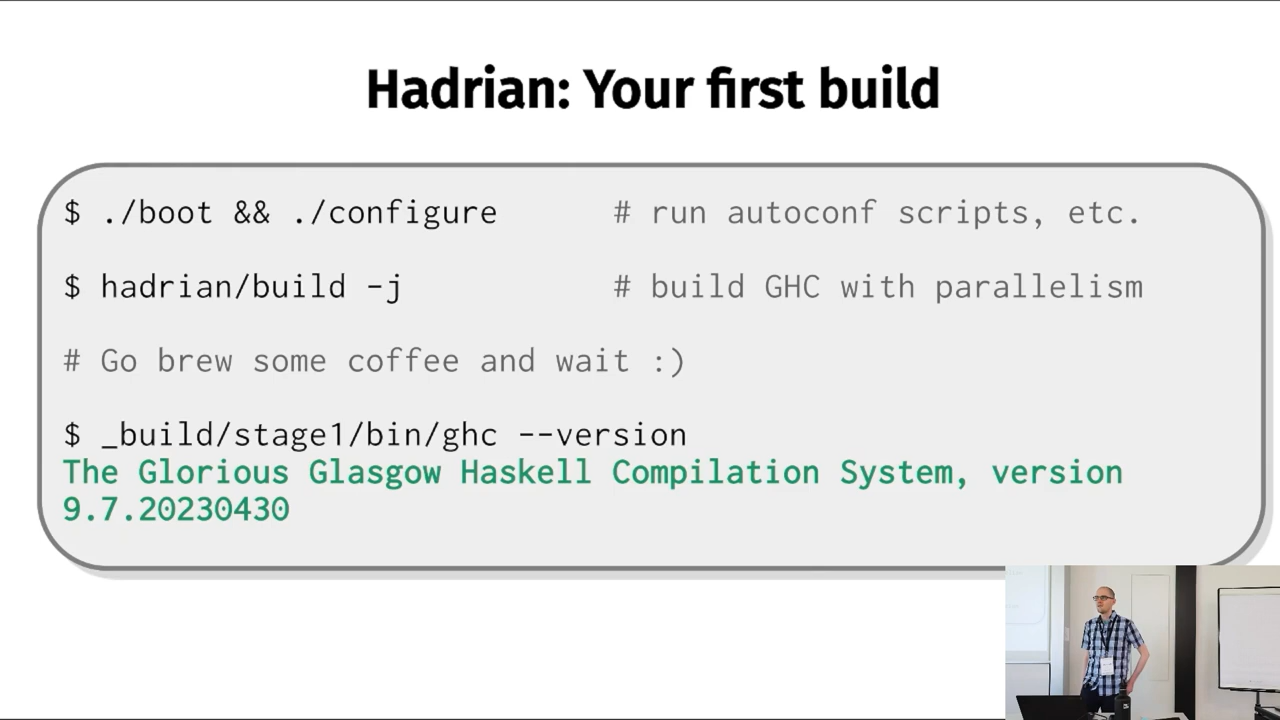 Hadrian: Your first build
$ ./boot && ./configure # run autoconf scripts, etc.
$ hadrian/build -j # build GHC with parallelism
# Go brew some coffee and wait :)
$ _build/stage1/bin/ghc --version
The Glorious Glasgow Haskell Compilation System, version
9.7.20230430